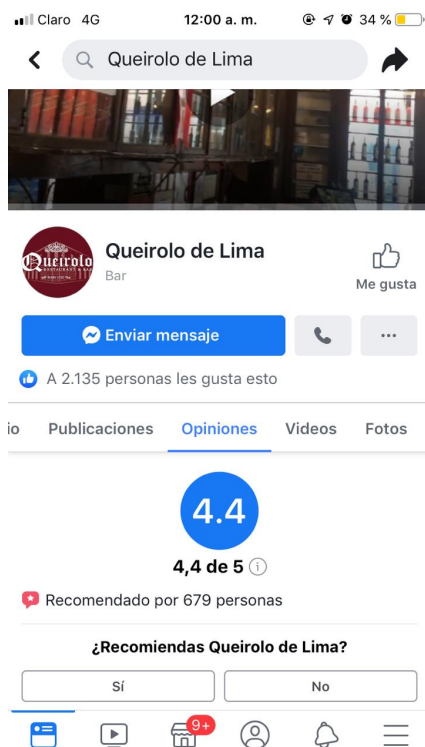 Claro 4G 12:00 a. m. 34 %
Queirolo de Lima
Queirolo
RESTAURANT & BAR
Queirolo de Lima
Bar
Me gusta
Enviar mensaje
A 2.135 personas les gusta esto
io Publicaciones Opiniones Videos Fotos
4.4
4,4 de 5
Recomendado por 679 personas
¿Recomiendas Queirolo de Lima?
Sí No
9+